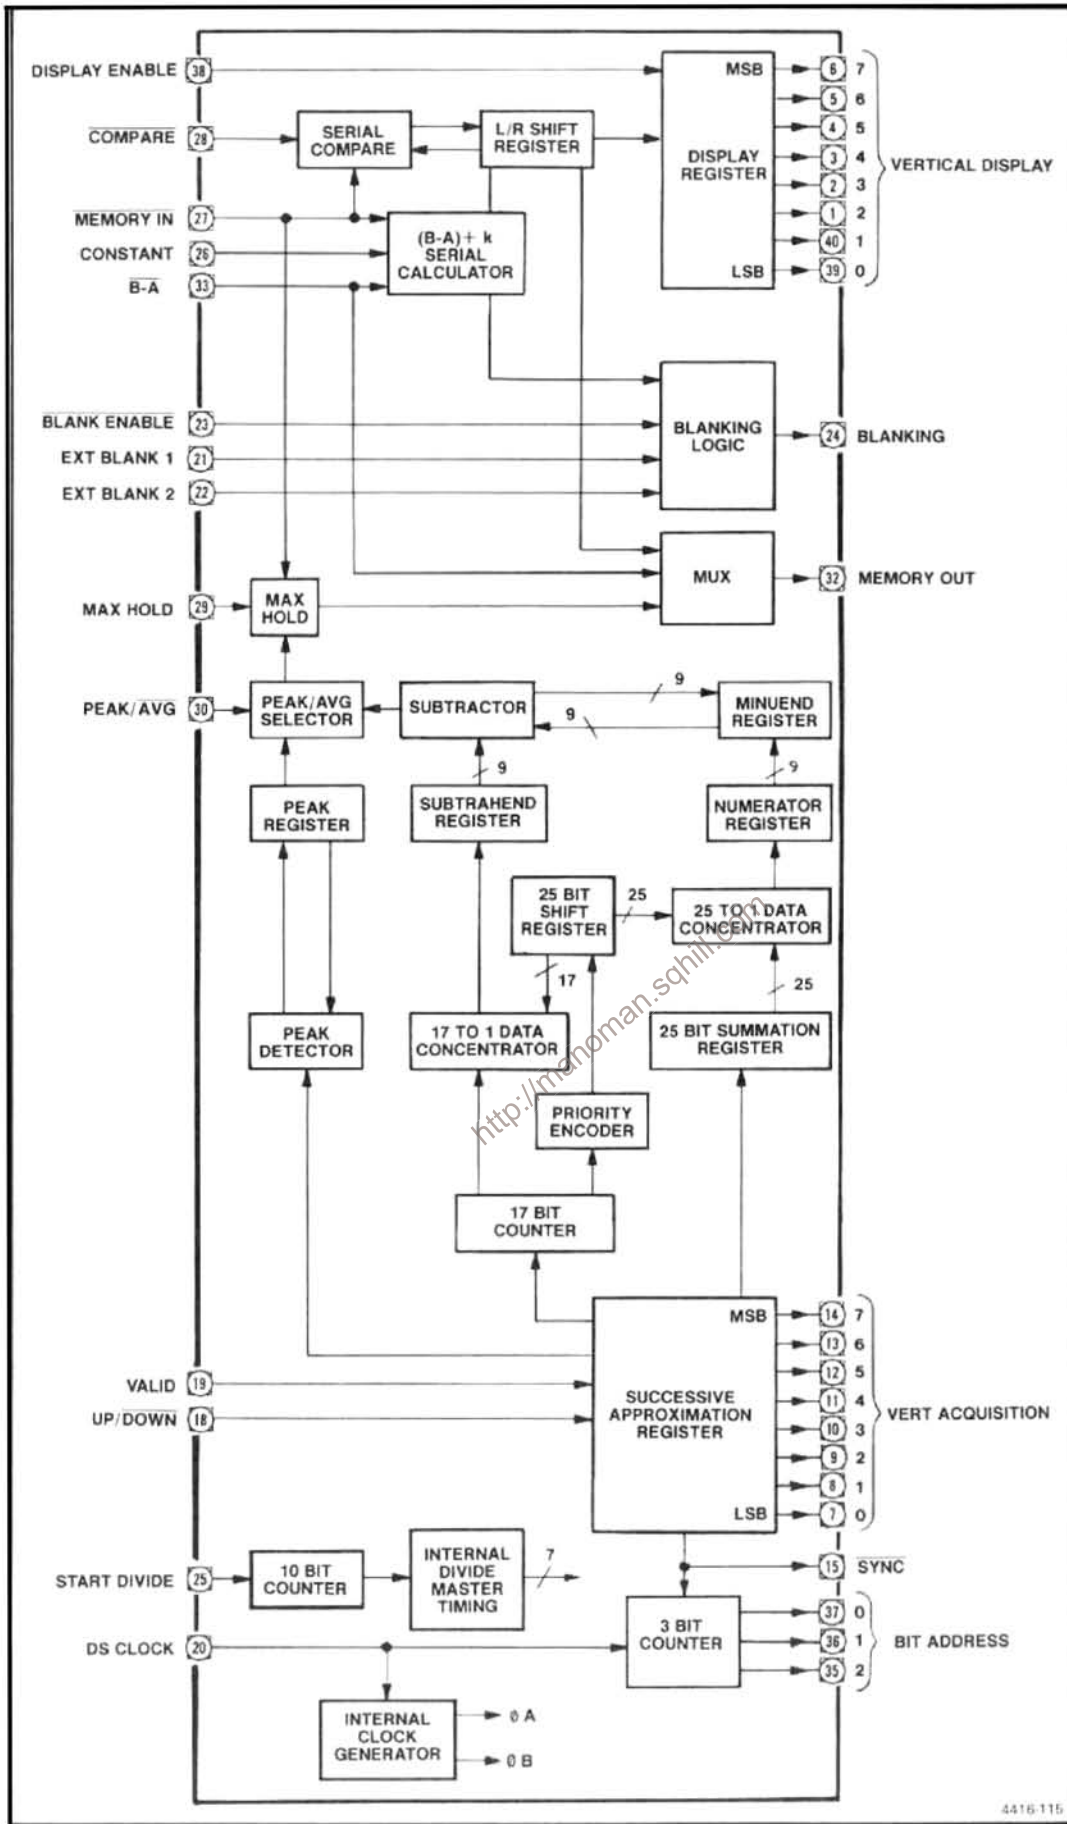 DISPLAY ENABLE 38
MSB
6 7
5 6
4 5
3 4
2 3
1 2
40 1
LSB
39 0
VERTICAL DISPLAY
COMPARE 28
SERIAL
COMPARE
L/R SHIFT
REGISTER
DISPLAY
REGISTER
MEMORY IN 27
CONSTANT 26
B-A 33
(B-A)+ k
SERIAL
CALCULATOR
BLANK ENABLE 23
EXT BLANK 1 21
EXT BLANK 2 22
BLANKING
LOGIC
24 BLANKING
MUX
32 MEMORY OUT
MAX HOLD 29
MAX
HOLD
PEAK/AVG 30
PEAK/AVG
SELECTOR
SUBTRACTOR
9
9
MINUEND
REGISTER
9
9
PEAK
REGISTER
SUBTRAHEND
REGISTER
NUMERATOR
REGISTER
25 BIT
SHIFT
REGISTER
25
25 TO 1 DATA
CONCENTRATOR
17
25
PEAK
DETECTOR
17 TO 1 DATA
CONCENTRATOR
25 BIT SUMMATION
REGISTER
http://manoman.sqhill.com
PRIORITY
ENCODER
17 BIT
COUNTER
VALID 19
UP/DOWN 18
SUCCESSIVE
APPROXIMATION
REGISTER
MSB
14 7
13 6
12 5
11 4
10 3
9 2
8 1
LSB
7 0
VERT ACQUISITION
15 SYNC
START DIVIDE 25
10 BIT
COUNTER
INTERNAL
DIVIDE
MASTER
TIMING
7
DS CLOCK 20
3 BIT
COUNTER
37 0
36 1
35 2
BIT ADDRESS
INTERNAL
CLOCK
GENERATOR
Ø A
Ø B
4416-115